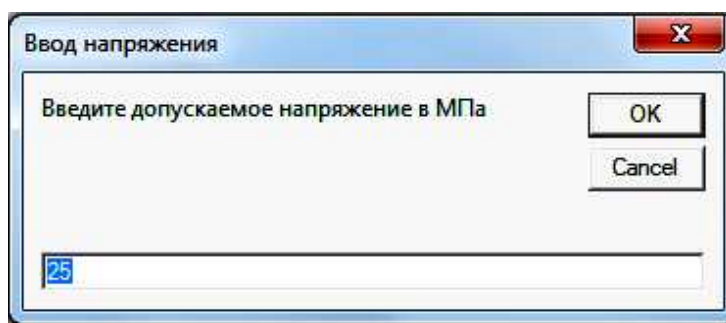 Ввод напряжения
Введите допускаемое напряжение в МПа
OK
Cancel
25